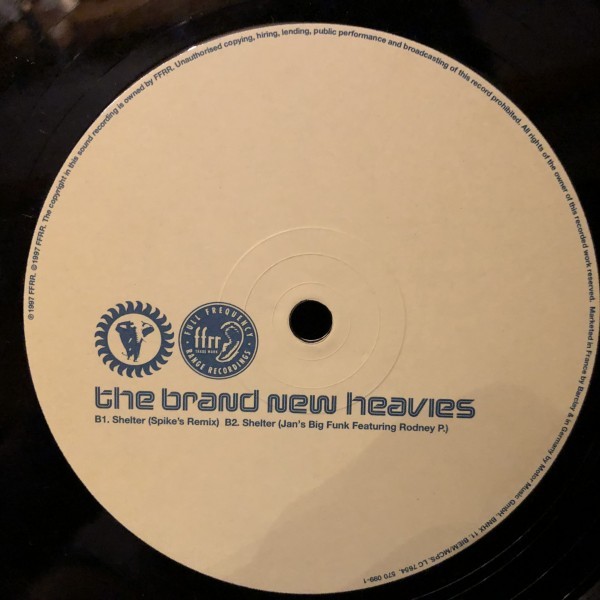 ℗ 1997 FFRR. © 1997 FFRR. The copyright in this sound recording is owned by FFRR. Unauthorised copying, hiring, lending, public performance and broadcasting of this record prohibited. All rights of the owner of this recorded work reserved. Marketed in France by Barclay & in Germany by Motor Music GmbH. BNHX 11. BIEM/MCPS. LC 7654. 570 099-1
FULL FREQUENCY
ffrr
TRADE MARK
RANGE RECORDINGS
the brand new heavies
B1. Shelter (Spike's Remix) B2. Shelter (Jan's Big Funk Featuring Rodney P.)